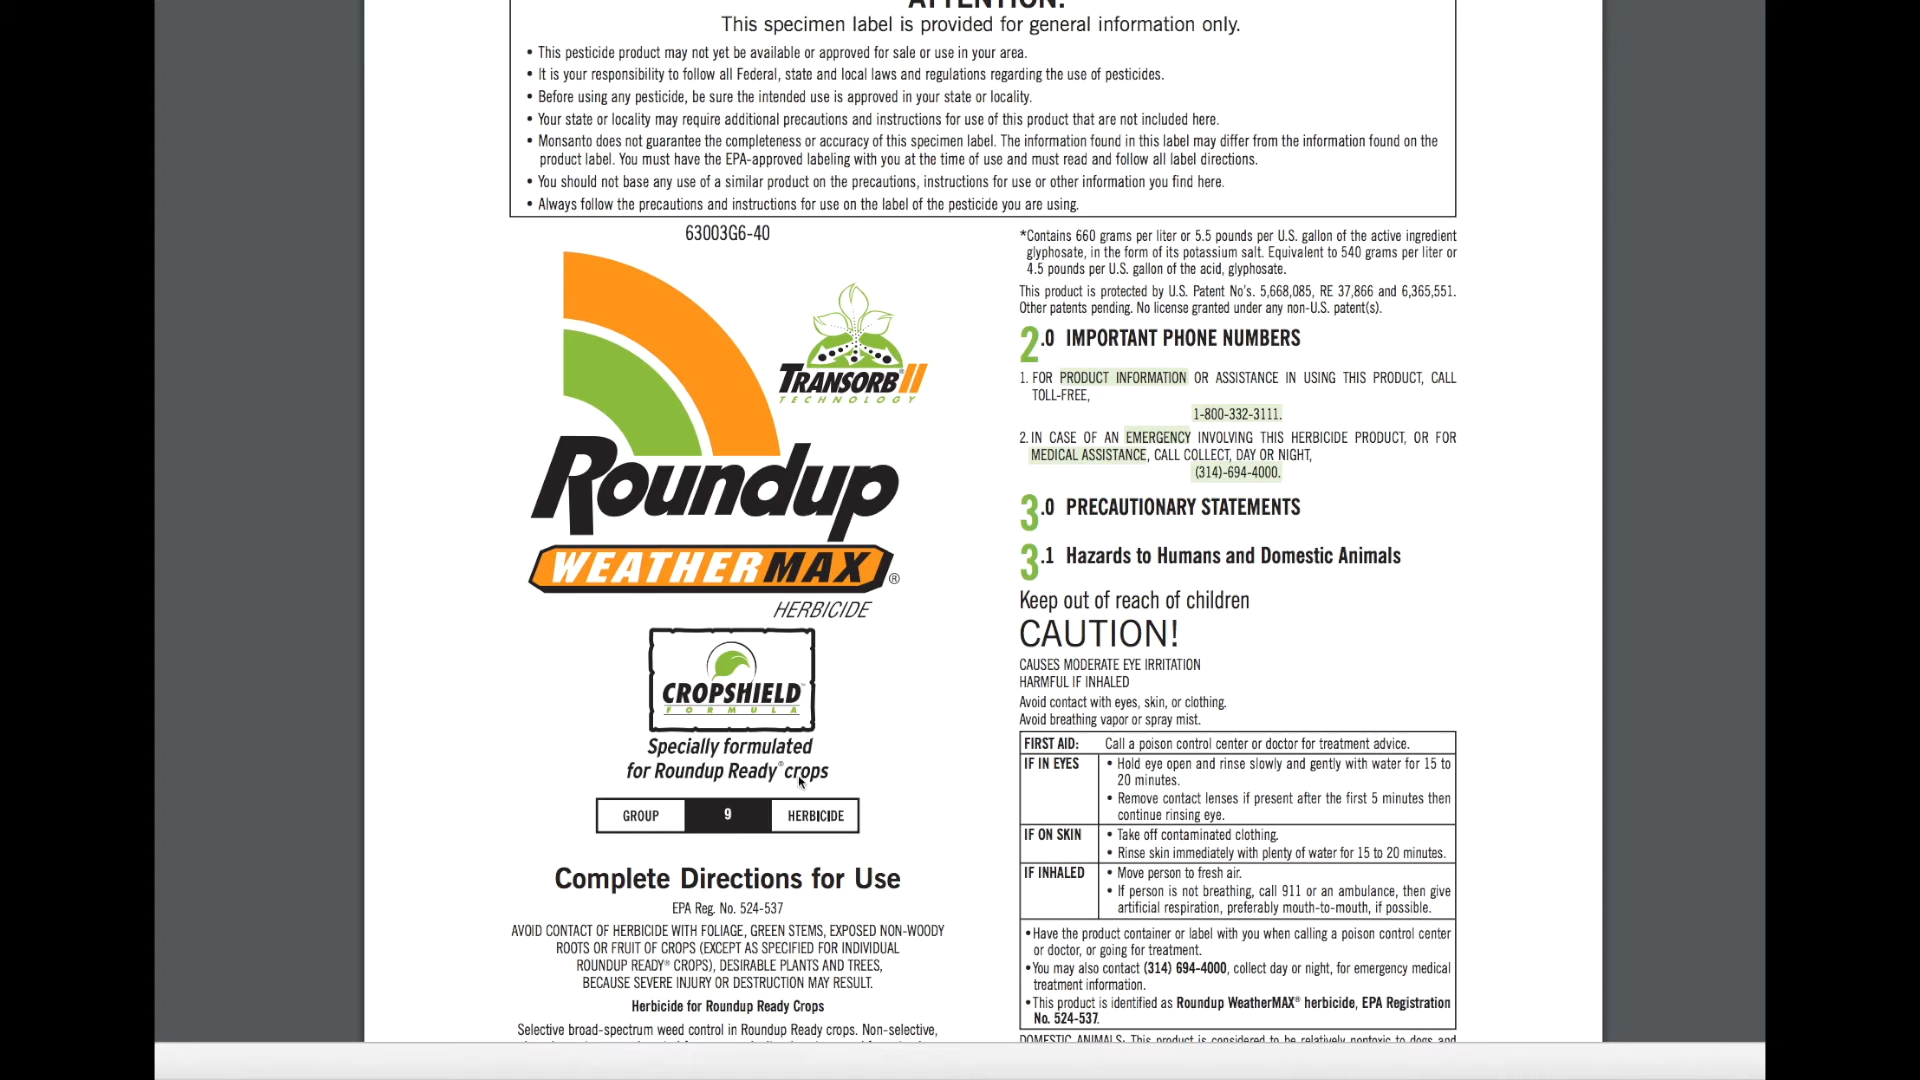 ATTENTION:
This specimen label is provided for general information only.
• This pesticide product may not yet be available or approved for sale or use in your area.
• It is your responsibility to follow all Federal, state and local laws and regulations regarding the use of pesticides.
• Before using any pesticide, be sure the intended use is approved in your state or locality.
• Your state or locality may require additional precautions and instructions for use of this product that are not included here.
• Monsanto does not guarantee the completeness or accuracy of this specimen label. The information found in this label may differ from the information found on the
product label. You must have the EPA-approved labeling with you at the time of use and must read and follow all label directions.
• You should not base any use of a similar product on the precautions, instructions for use or other information you find here.
• Always follow the precautions and instructions for use on the label of the pesticide you are using.
63003G6-40
TRANSORB® II
TECHNOLOGY
Roundup
WEATHERMAX®
HERBICIDE
CROPSHIELD™
FORMULA
Specially formulated
for Roundup Ready® crops
GROUP 9 HERBICIDE
Complete Directions for Use
EPA Reg. No. 524-537
AVOID CONTACT OF HERBICIDE WITH FOLIAGE, GREEN STEMS, EXPOSED NON-WOODY
ROOTS OR FRUIT OF CROPS (EXCEPT AS SPECIFIED FOR INDIVIDUAL
ROUNDUP READY® CROPS), DESIRABLE PLANTS AND TREES,
BECAUSE SEVERE INJURY OR DESTRUCTION MAY RESULT.
Herbicide for Roundup Ready Crops
Selective broad-spectrum weed control in Roundup Ready crops. Non-selective,
*Contains 660 grams per liter or 5.5 pounds per U.S. gallon of the active ingredient
glyphosate, in the form of its potassium salt. Equivalent to 540 grams per liter or
4.5 pounds per U.S. gallon of the acid, glyphosate.
This product is protected by U.S. Patent No's. 5,668,085, RE 37,866 and 6,365,551.
Other patents pending. No license granted under any non-U.S. patent(s).
2.0 IMPORTANT PHONE NUMBERS
1. FOR PRODUCT INFORMATION OR ASSISTANCE IN USING THIS PRODUCT, CALL
TOLL-FREE,
1-800-332-3111.
2. IN CASE OF AN EMERGENCY INVOLVING THIS HERBICIDE PRODUCT, OR FOR
MEDICAL ASSISTANCE, CALL COLLECT, DAY OR NIGHT,
(314)-694-4000.
3.0 PRECAUTIONARY STATEMENTS
3.1 Hazards to Humans and Domestic Animals
Keep out of reach of children
CAUTION!
CAUSES MODERATE EYE IRRITATION
HARMFUL IF INHALED
Avoid contact with eyes, skin, or clothing.
Avoid breathing vapor or spray mist.
FIRST AID: Call a poison control center or doctor for treatment advice.
IF IN EYES • Hold eye open and rinse slowly and gently with water for 15 to
20 minutes.
• Remove contact lenses if present after the first 5 minutes then
continue rinsing eye.
IF ON SKIN • Take off contaminated clothing.
• Rinse skin immediately with plenty of water for 15 to 20 minutes.
IF INHALED • Move person to fresh air.
• If person is not breathing, call 911 or an ambulance, then give
artificial respiration, preferably mouth-to-mouth, if possible.
• Have the product container or label with you when calling a poison control center
or doctor, or going for treatment.
• You may also contact (314) 694-4000, collect day or night, for emergency medical
treatment information.
• This product is identified as Roundup WeatherMAX® herbicide, EPA Registration
No. 524-537.
DOMESTIC ANIMALS: This product is considered to be relatively nontoxic to dogs and